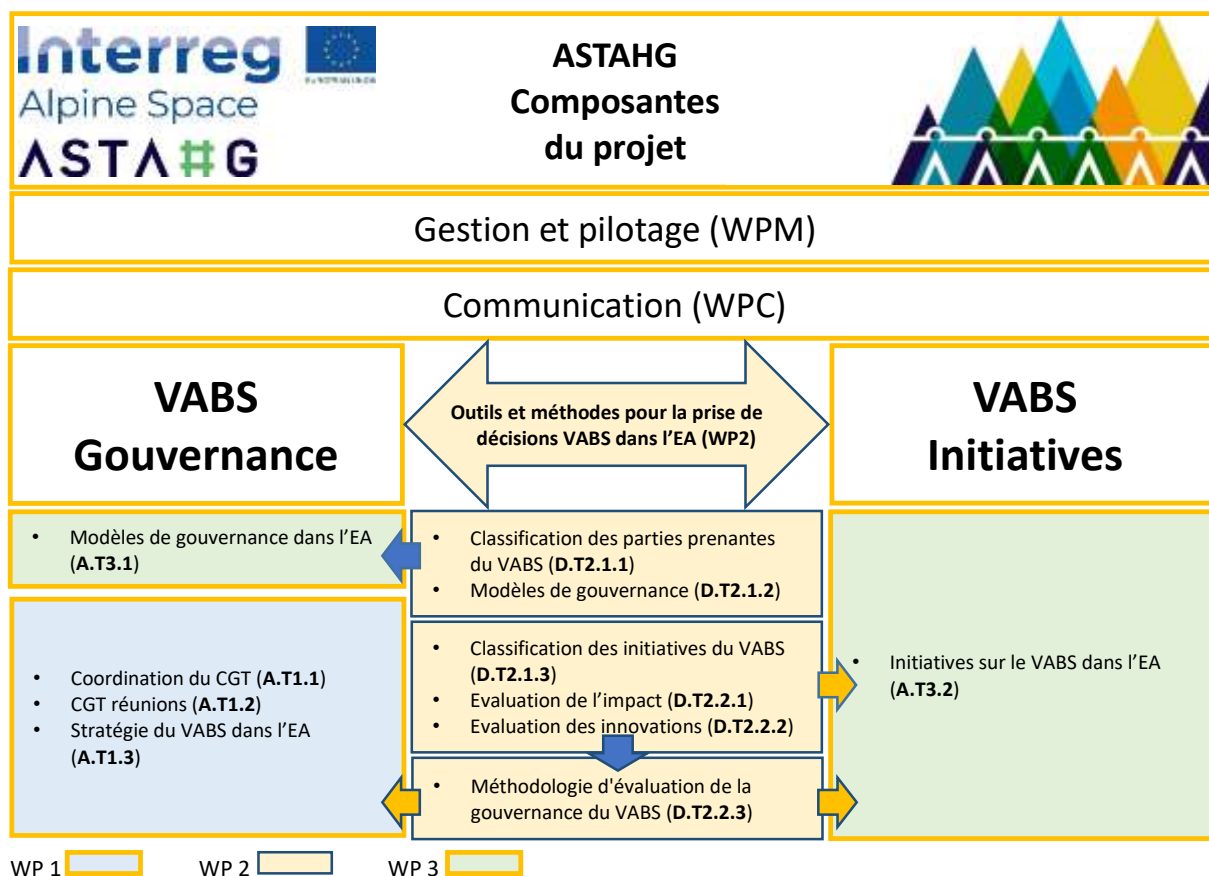 Interreg
Alpine Space
ASTAHG
EUROPEAN UNION
ASTAHG
Composantes
du projet
Gestion et pilotage (WPM)
Communication (WPC)
VABS
Gouvernance
Outils et méthodes pour la prise de
décisions VABS dans l’EA (WP2)
VABS
Initiatives
• Modèles de gouvernance dans l’EA
(A.T3.1)
• Classification des parties prenantes
du VABS (D.T2.1.1)
• Modèles de gouvernance (D.T2.1.2)
• Coordination du CGT (A.T1.1)
• CGT réunions (A.T1.2)
• Stratégie du VABS dans l’EA
(A.T1.3)
• Classification des initiatives du VABS
(D.T2.1.3)
• Evaluation de l’impact (D.T2.2.1)
• Evaluation des innovations (D.T2.2.2)
• Initiatives sur le VABS dans l’EA
(A.T3.2)
• Méthodologie d'évaluation de la
gouvernance du VABS (D.T2.2.3)
WP 1
WP 2
WP 3